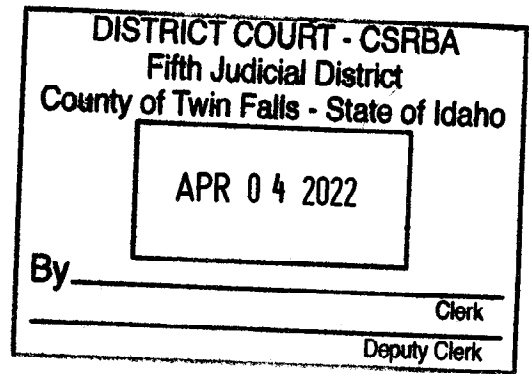 DISTRICT COURT - CSRBA
Fifth Judicial District
County of Twin Falls - State of Idaho
APR 04 2022
By
Clerk
Deputy Clerk